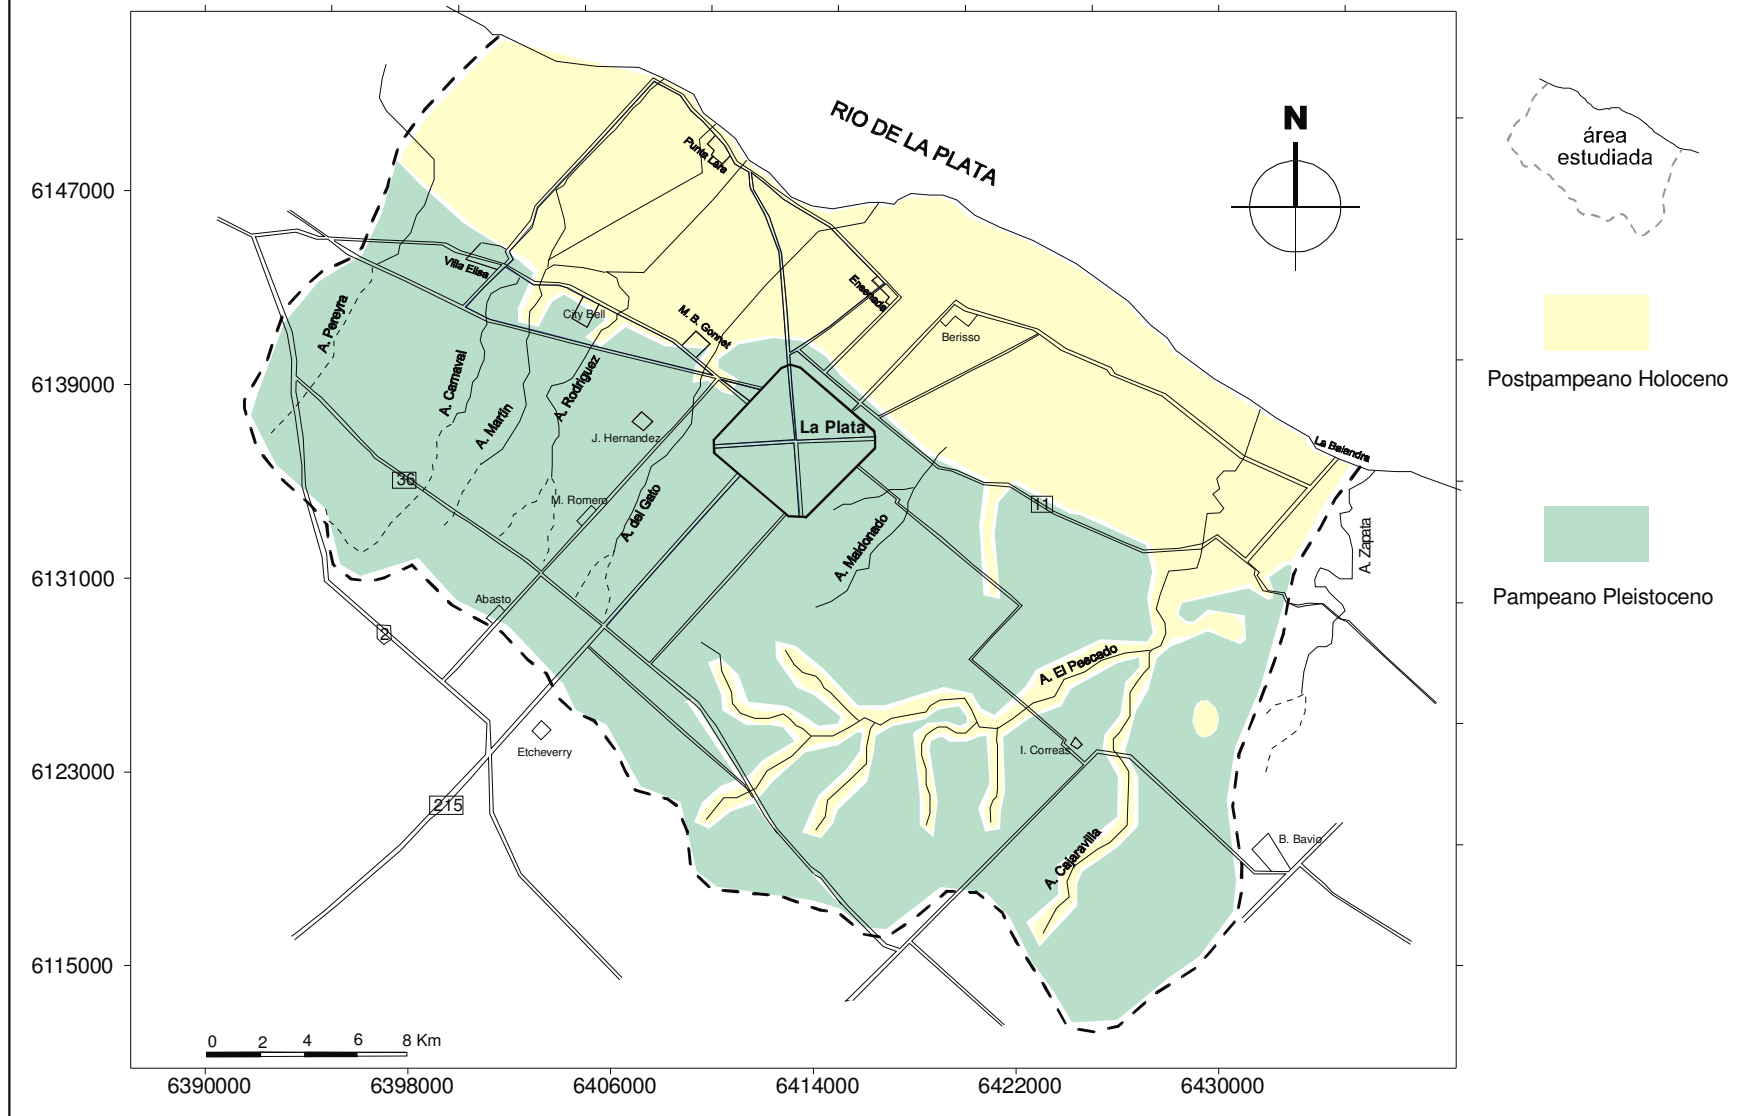 RIO DE LA PLATA
N
área
estudiada
Punta Lara
6147000
Villa Elisa
Ensenada
City Bell
M. B. Gonnet
Berisso
A. Pereyra
Postpampeano Holoceno
6139000
A. Carnaval
A. Martín
A. Rodriguez
J. Hernandez
La Plata
La Balandra
36
M. Romero
A. del Gato
A. Maldonado
11
A. Zapata
6131000
Abasto
2
Pampeano Pleistoceno
A. El Pescado
Etcheverry
I. Correas
6123000
215
A. Cajaravilla
B. Bavio
6115000
0 2 4 6 8 Km
6390000 6398000 6406000 6414000 6422000 6430000